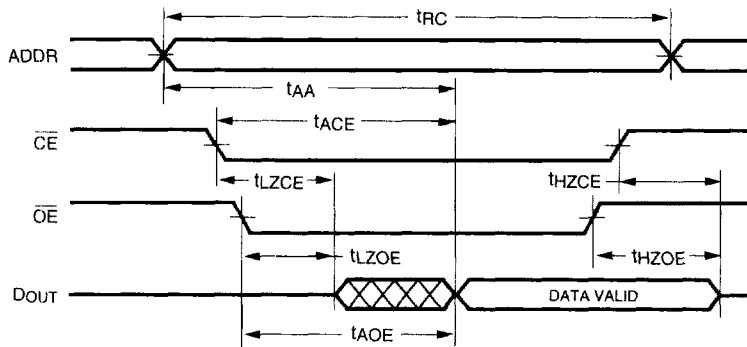 tRC
ADDR
tAA
tACE
CE
tLZCE
tHZCE
OE
tLZOE
tHZOE
DOUT
DATA VALID
tAOE